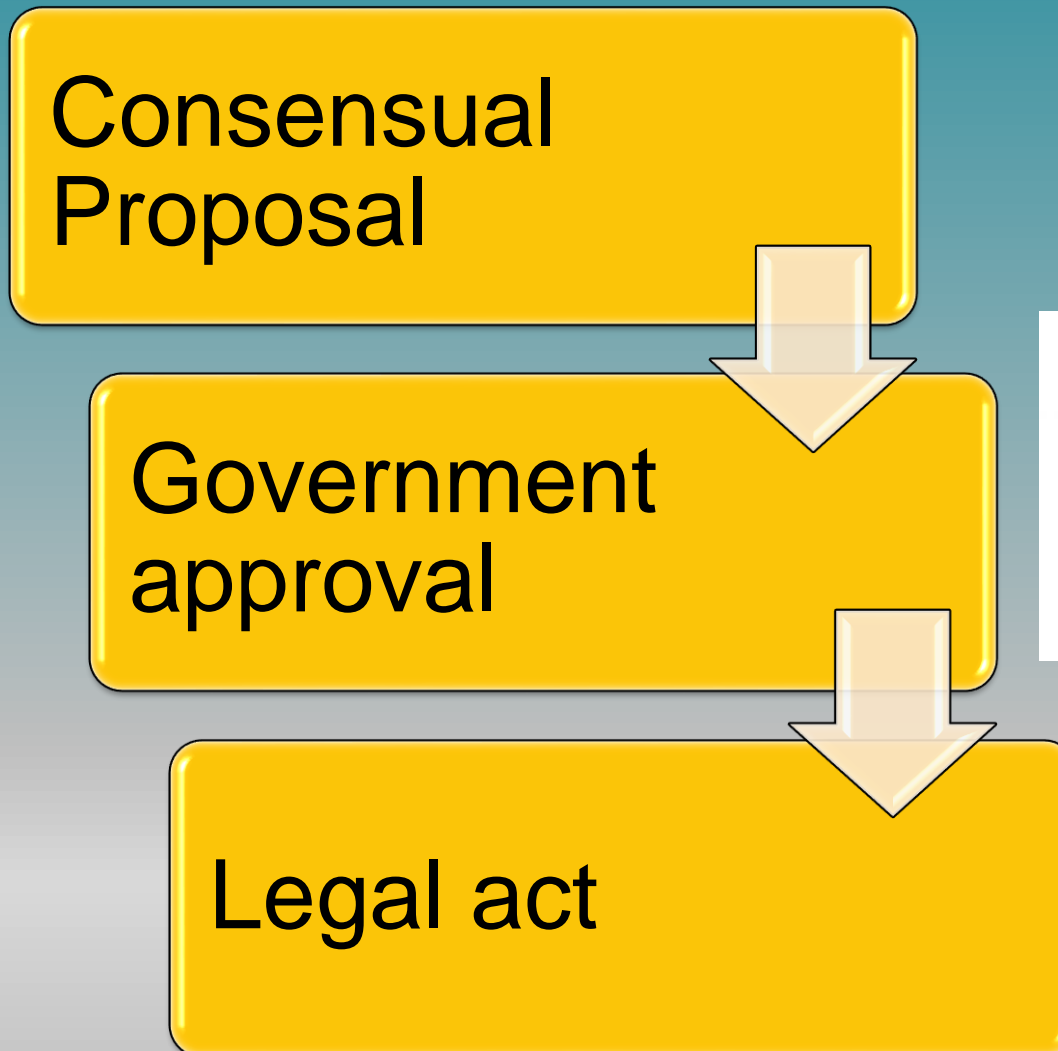 Consensual
Proposal
Government
approval
Legal act